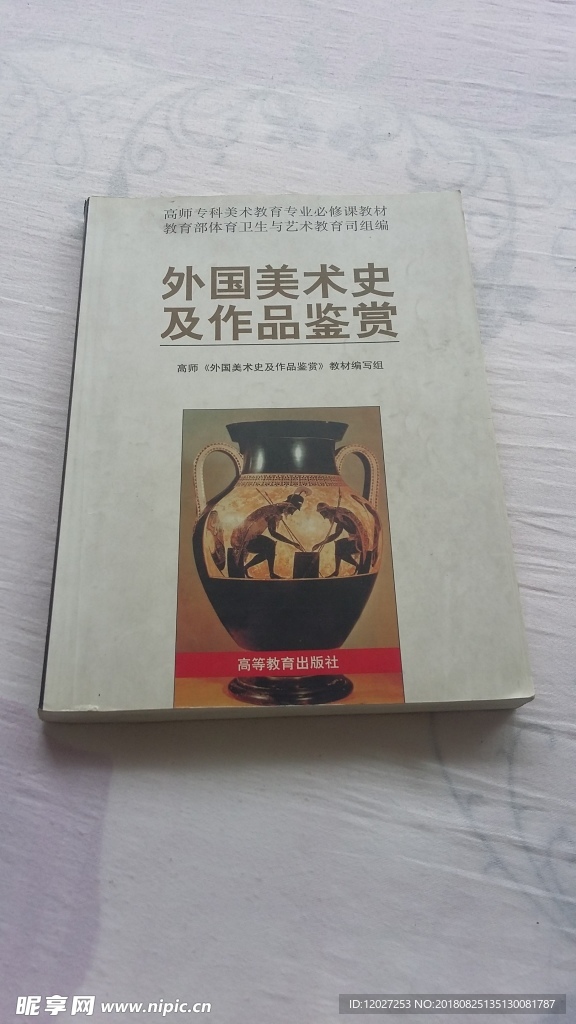 高师专科美术教育专业必修课教材
教育部体育卫生与艺术教育司组编
外国美术史
及作品鉴赏
高师《外国美术史及作品鉴赏》教材编写组
高等教育出版社
昵享网 www.nipic.cn
ID:12027253 NO:20180825135130081787